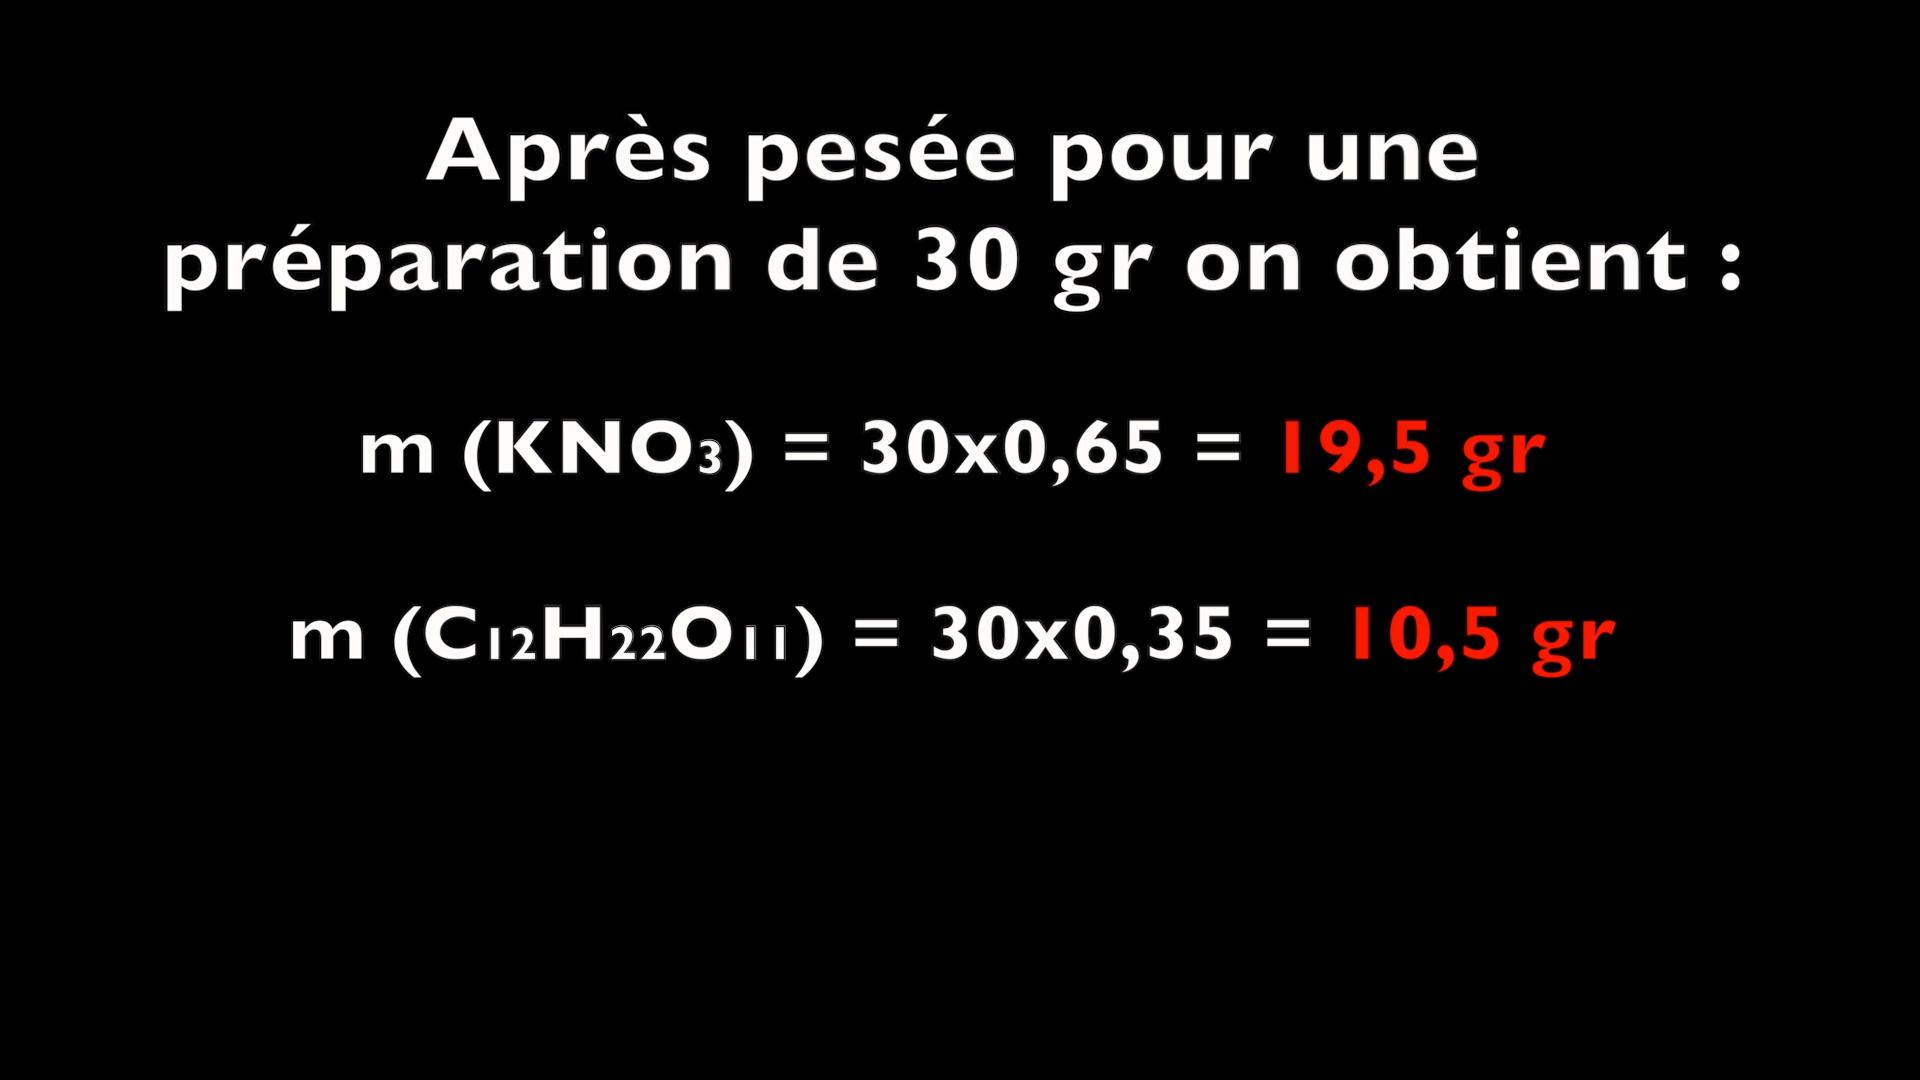 Après pesée pour une
préparation de 30 gr on obtient :
m (KNO₃) = 30x0,65 = 19,5 gr
m (C₁₂H₂₂O₁₁) = 30x0,35 = 10,5 gr